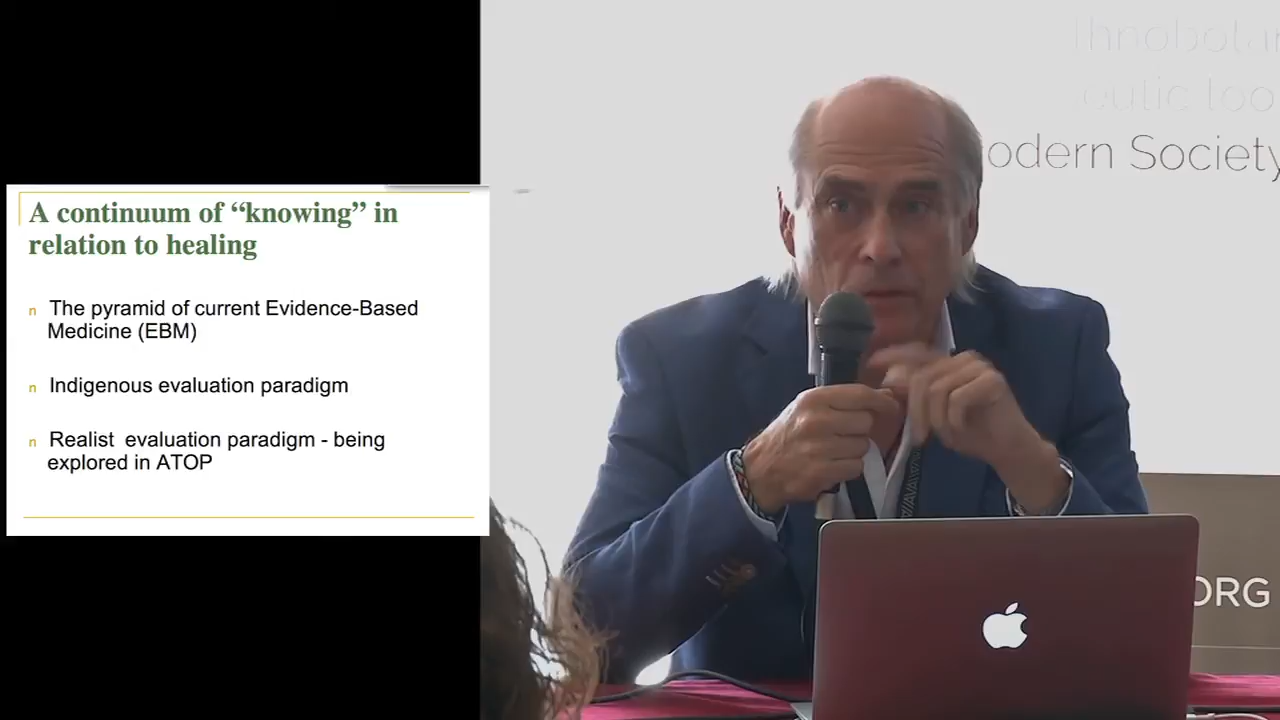 A continuum of “knowing” in
relation to healing
n The pyramid of current Evidence-Based
Medicine (EBM)
n Indigenous evaluation paradigm
n Realist evaluation paradigm - being
explored in ATOP
odern Society
ORG